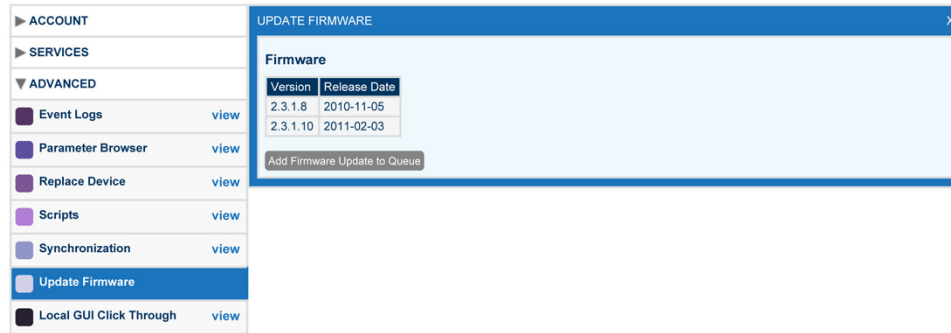 ACCOUNT
SERVICES
ADVANCED
Event Logs view
Parameter Browser view
Replace Device view
Scripts view
Synchronization view
Update Firmware
Local GUI Click Through view
UPDATE FIRMWARE X
Firmware
Version Release Date
2.3.1.8 2010-11-05
2.3.1.10 2011-02-03
Add Firmware Update to Queue